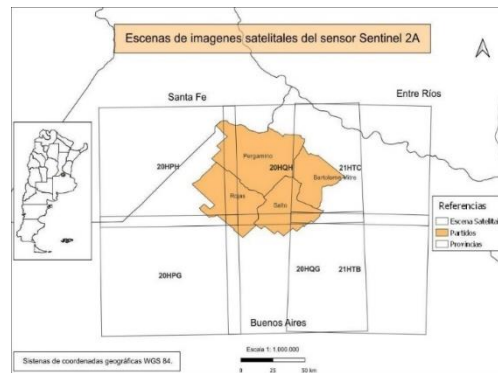 Escenas de imagenes satelitales del sensor Sentinel 2A
Santa Fe
Entre Ríos
20HPH
Pergamino
20HQH
21HTC
Bartolomé Mitre
Rojas
Salto
Referencias
Escena Satelital
Partidos
Provincias
20HPG
20HQG
21HTB
Buenos Aires
Sistenas de coordenadas geográficas WGS 84.
Escala 1: 1.000.000
0 25 50 km